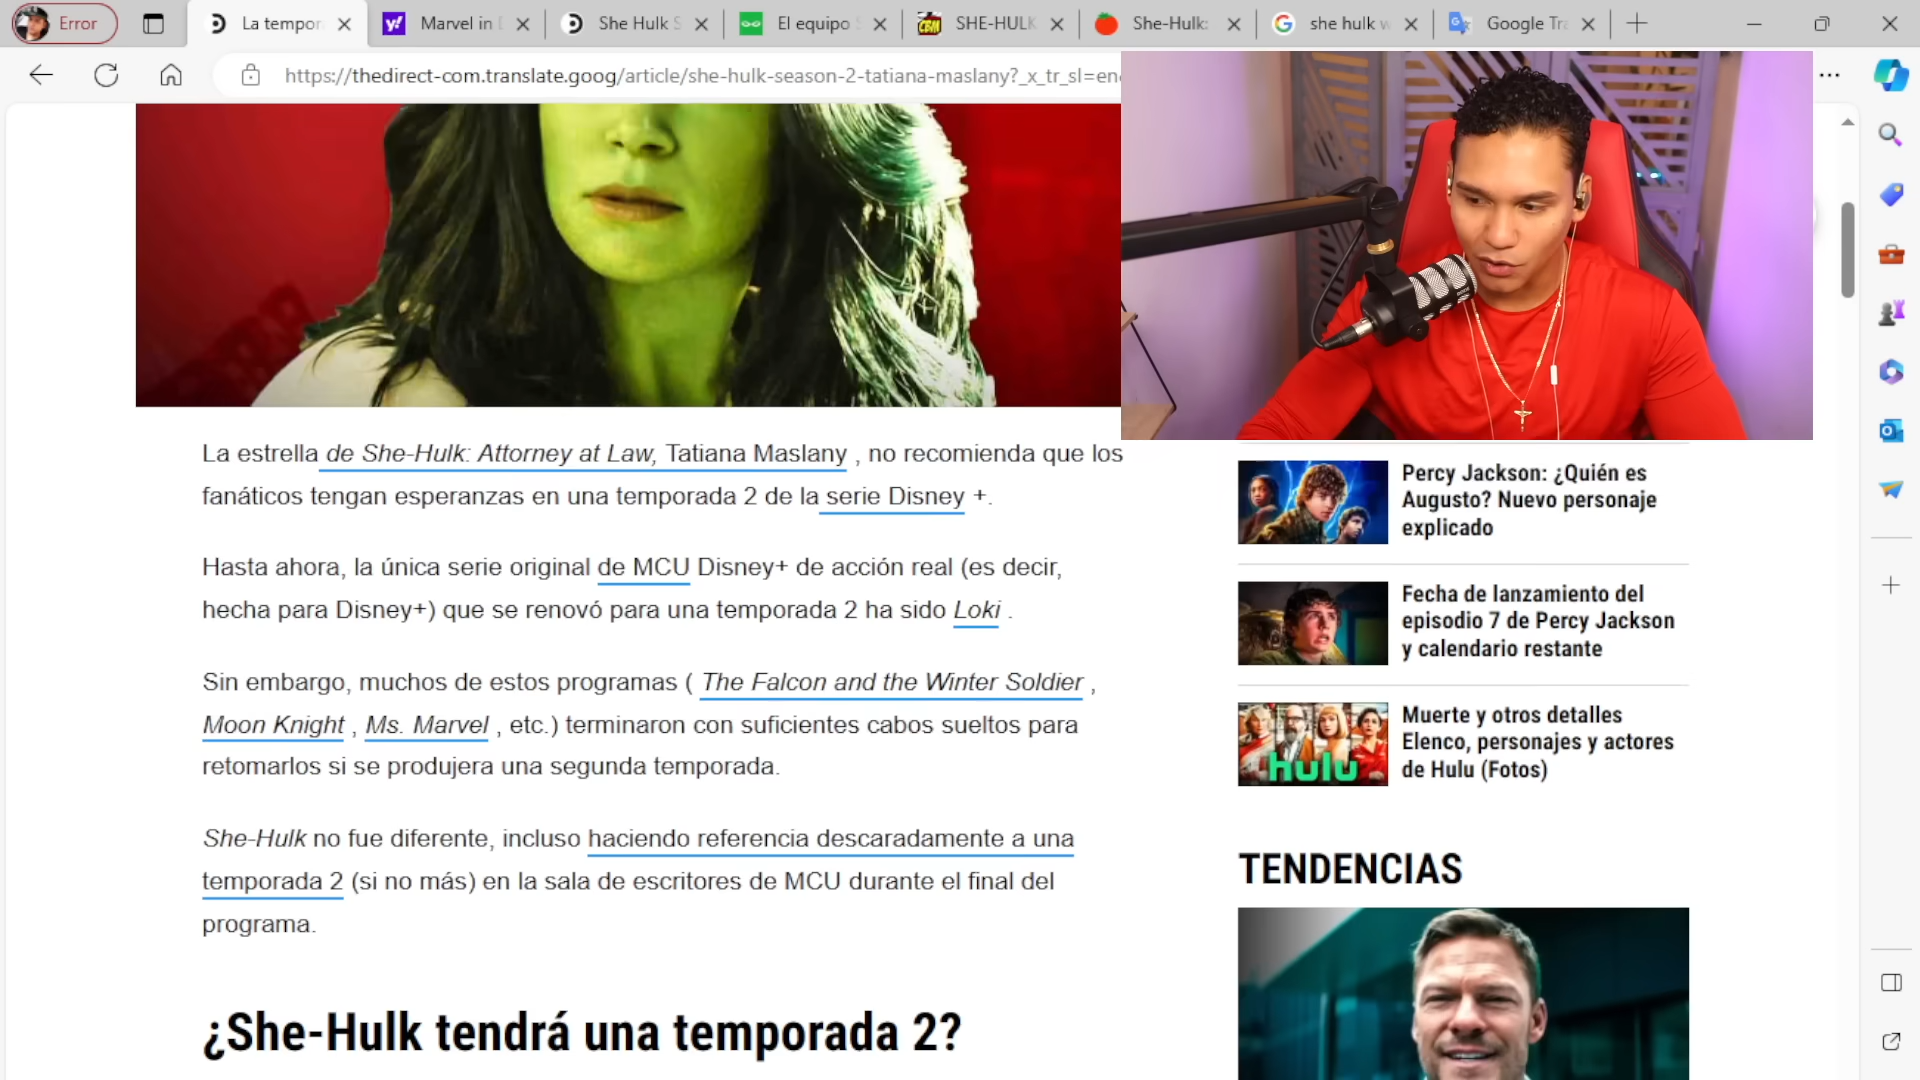 Error
La tempor
Marvel in
She Hulk S
El equipo
SHE-HULK
She-Hulk:
she hulk w
Google Tra
https://thedirect-com.translate.goog/article/she-hulk-season-2-tatiana-maslany?_x_tr_sl=en
La estrella de She-Hulk: Attorney at Law, Tatiana Maslany , no recomienda que los
fanáticos tengan esperanzas en una temporada 2 de la serie Disney +.
Hasta ahora, la única serie original de MCU Disney+ de acción real (es decir,
hecha para Disney+) que se renovó para una temporada 2 ha sido Loki .
Sin embargo, muchos de estos programas ( The Falcon and the Winter Soldier ,
Moon Knight , Ms. Marvel , etc.) terminaron con suficientes cabos sueltos para
retomarlos si se produjera una segunda temporada.
She-Hulk no fue diferente, incluso haciendo referencia descaradamente a una
temporada 2 (si no más) en la sala de escritores de MCU durante el final del
programa.
¿She-Hulk tendrá una temporada 2?
Percy Jackson: ¿Quién es
Augusto? Nuevo personaje
explicado
Fecha de lanzamiento del
episodio 7 de Percy Jackson
y calendario restante
hulu
Muerte y otros detalles
Elenco, personajes y actores
de Hulu (Fotos)
TENDENCIAS